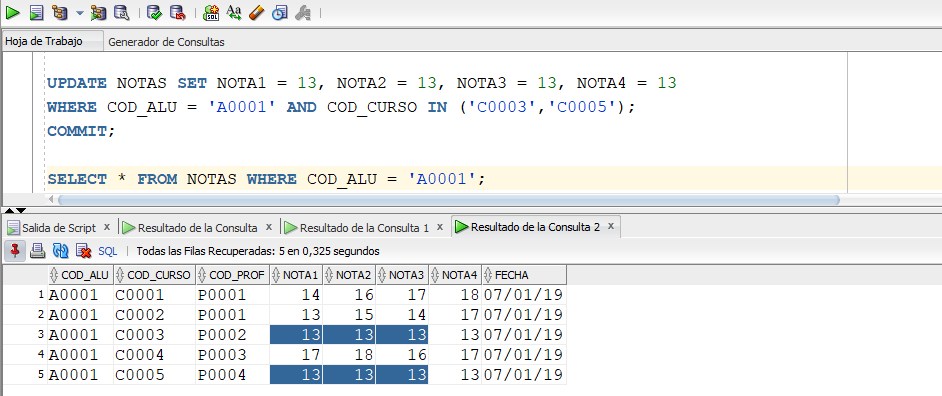 Hoja de Trabajo Generador de Consultas
UPDATE NOTAS SET NOTA1 = 13, NOTA2 = 13, NOTA3 = 13, NOTA4 = 13
WHERE COD_ALU = 'A0001' AND COD_CURSO IN ('C0003','C0005');
COMMIT;
SELECT * FROM NOTAS WHERE COD_ALU = 'A0001';
Salida de Script x Resultado de la Consulta x Resultado de la Consulta 1 x Resultado de la Consulta 2 x
SQL | Todas las Filas Recuperadas: 5 en 0,325 segundos
COD_ALU COD_CURSO COD_PROF NOTA1 NOTA2 NOTA3 NOTA4 FECHA
1 A0001 C0001 P0001 14 16 17 18 07/01/19
2 A0001 C0002 P0001 13 15 14 17 07/01/19
3 A0001 C0003 P0002 13 13 13 13 07/01/19
4 A0001 C0004 P0003 17 18 16 17 07/01/19
5 A0001 C0005 P0004 13 13 13 13 07/01/19